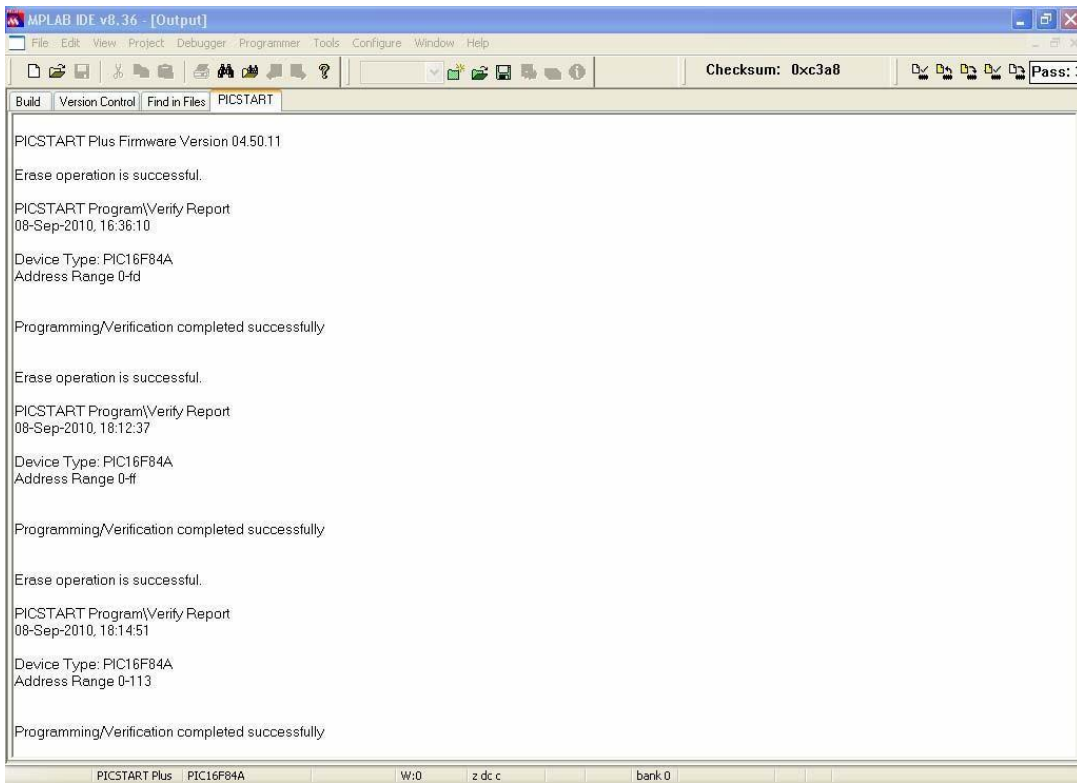 MPLAB IDE v8.36 - [Output]
File Edit View Project Debugger Programmer Tools Configure Window Help
Checksum: 0xc3a8 Pass:
Build Version Control Find in Files PICSTART
PICSTART Plus Firmware Version 04.50.11
Erase operation is successful.
PICSTART Program\Verify Report
08-Sep-2010, 16:36:10
Device Type: PIC16F84A
Address Range 0-fd
Programming/Verification completed successfully
Erase operation is successful.
PICSTART Program\Verify Report
08-Sep-2010, 18:12:37
Device Type: PIC16F84A
Address Range 0-ff
Programming/Verification completed successfully
Erase operation is successful.
PICSTART Program\Verify Report
08-Sep-2010, 18:14:51
Device Type: PIC16F84A
Address Range 0-113
Programming/Verification completed successfully
PICSTART Plus PIC16F84A W:0 z dc c bank 0